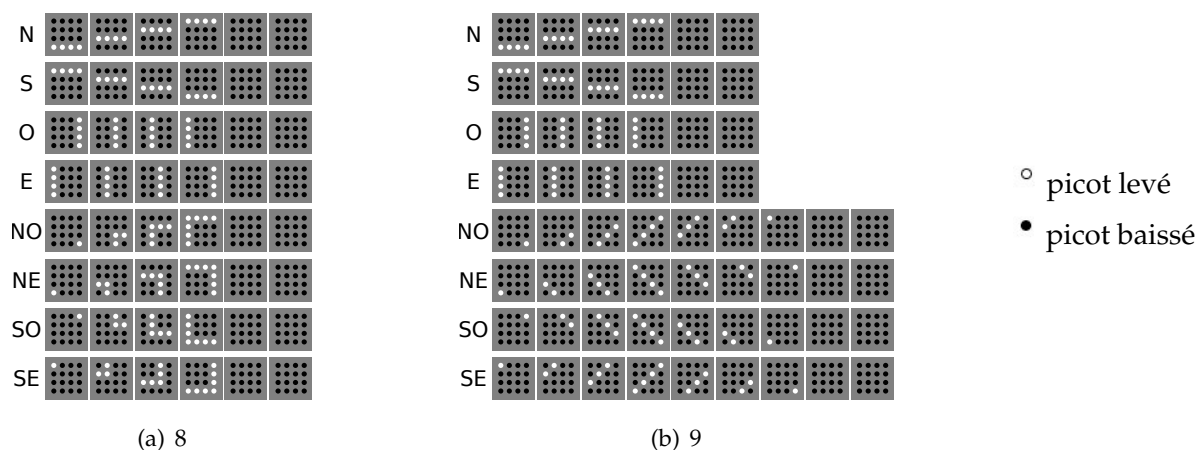 N
S
O
E
NO
NE
SO
SE
(a) 8
N
S
O
E
NO
NE
SO
SE
(b) 9
picot levé
picot baissé